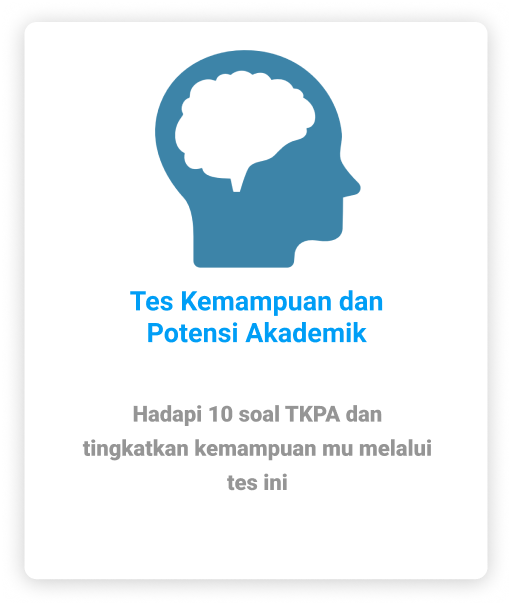 Tes Kemampuan dan
Potensi Akademik
Hadapi 10 soal TKPA dan
tingkatkan kemampuan mu melalui
tes ini